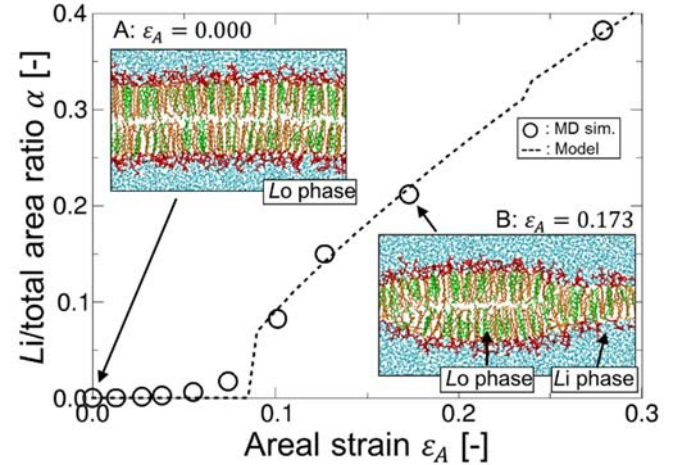 0.4
A: εA = 0.000
Li/total area ratio α [-]
0.3
: MD sim.
: Model
Lo phase
0.2
B: εA = 0.173
0.1
Lo phase
Li phase
0.0
0.0
0.1
0.2
0.3
Areal strain εA [-]